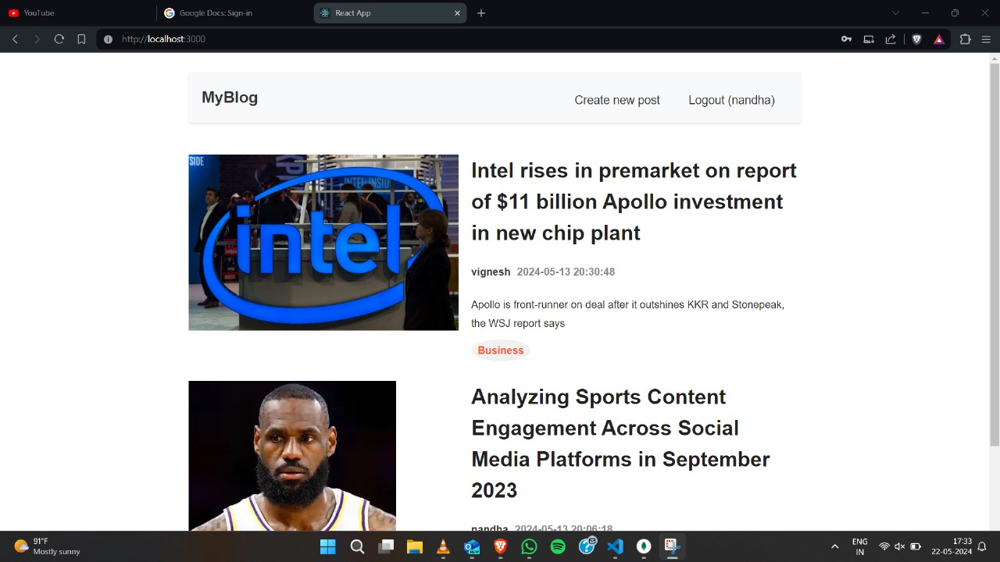 YouTube
Google Docs: Sign-in
React App
http://localhost:3000
MyBlog
Create new post
Logout (nandha)
SIDE
INTEL INSIDE
intel
Intel rises in premarket on report
of $11 billion Apollo investment
in new chip plant
vignesh 2024-05-13 20:30:48
Apollo is front-runner on deal after it outshines KKR and Stonepeak,
the WSJ report says
Business
Analyzing Sports Content
Engagement Across Social
Media Platforms in September
2023
nandha 2024-05-13 20:06:18
91°F
Mostly sunny
NEW
ENG
IN
17:33
22-05-2024